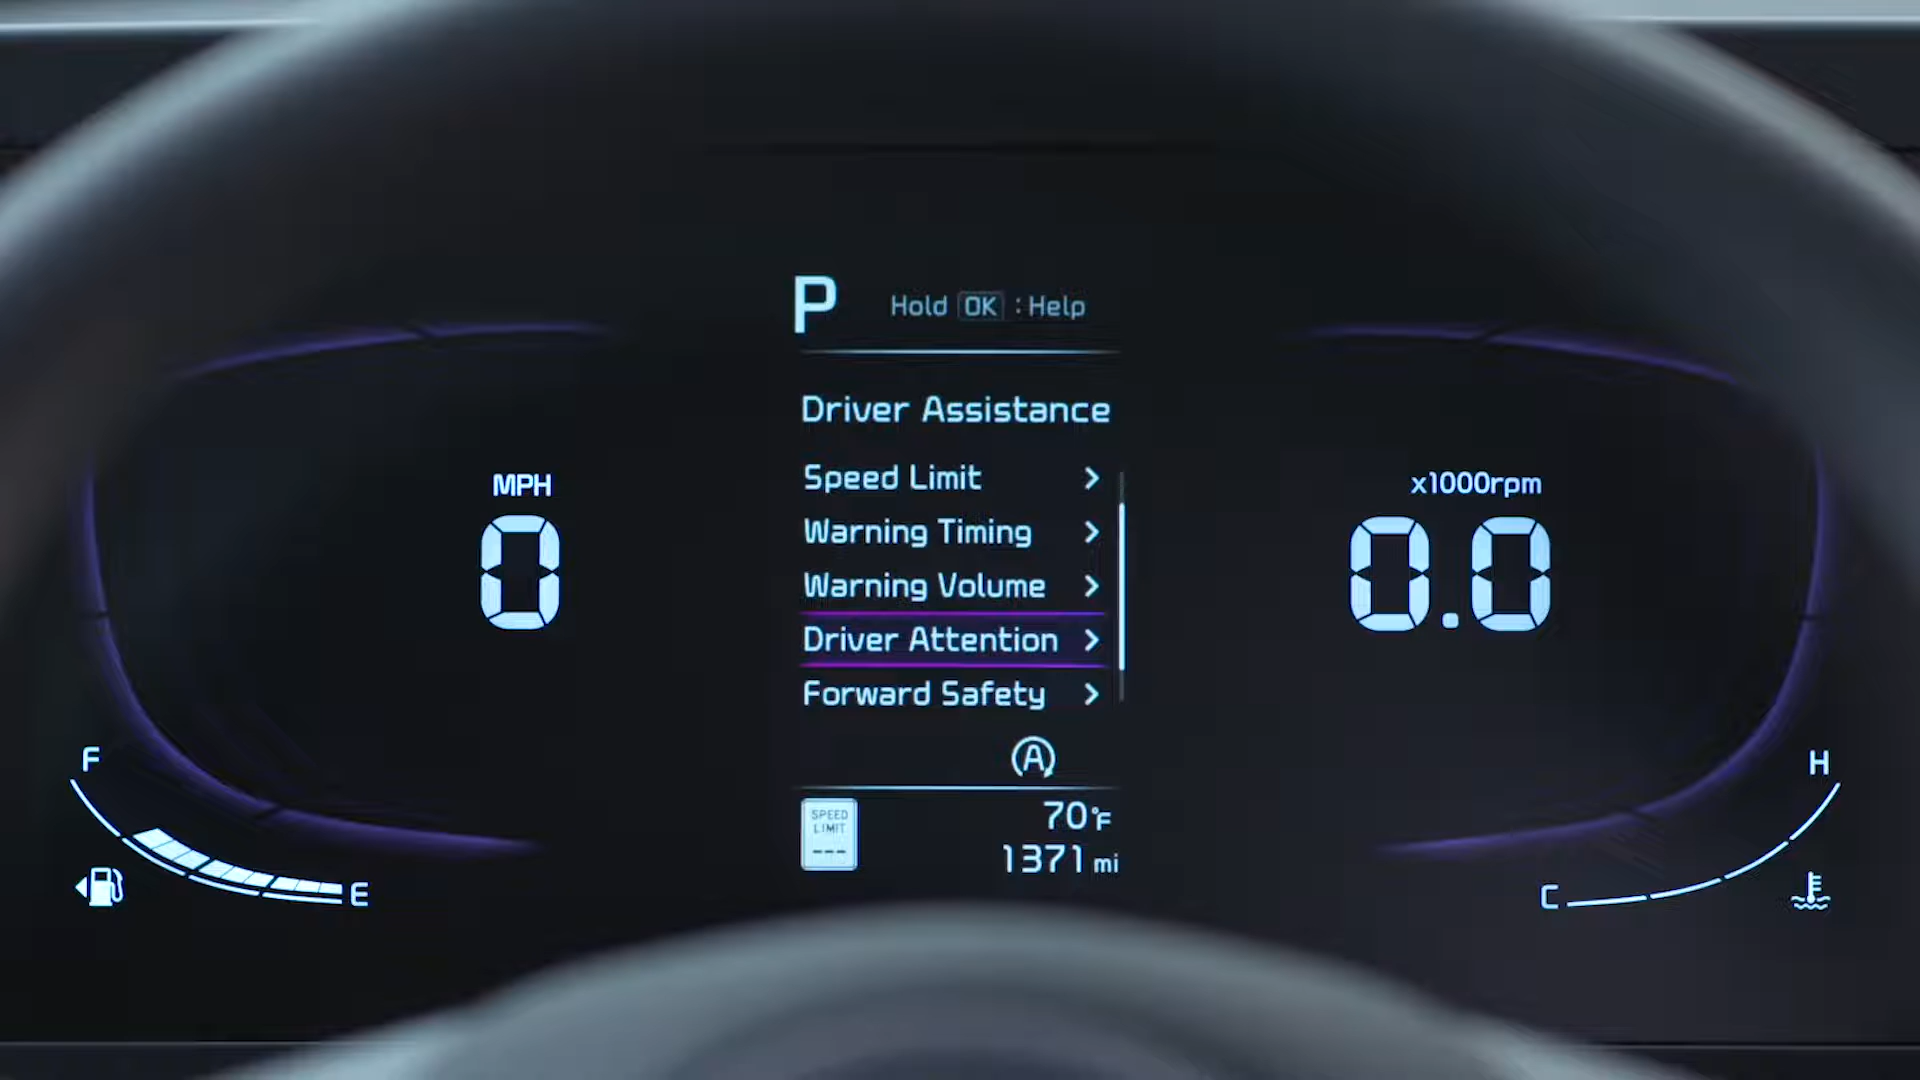 P
Hold OK : Help
Driver Assistance
Speed Limit
Warning Timing
Warning Volume
Driver Attention
Forward Safety
MPH
0
x1000rpm
0.0
F
E
H
C
A
SPEED
LIMIT
---
70°F
1371 mi